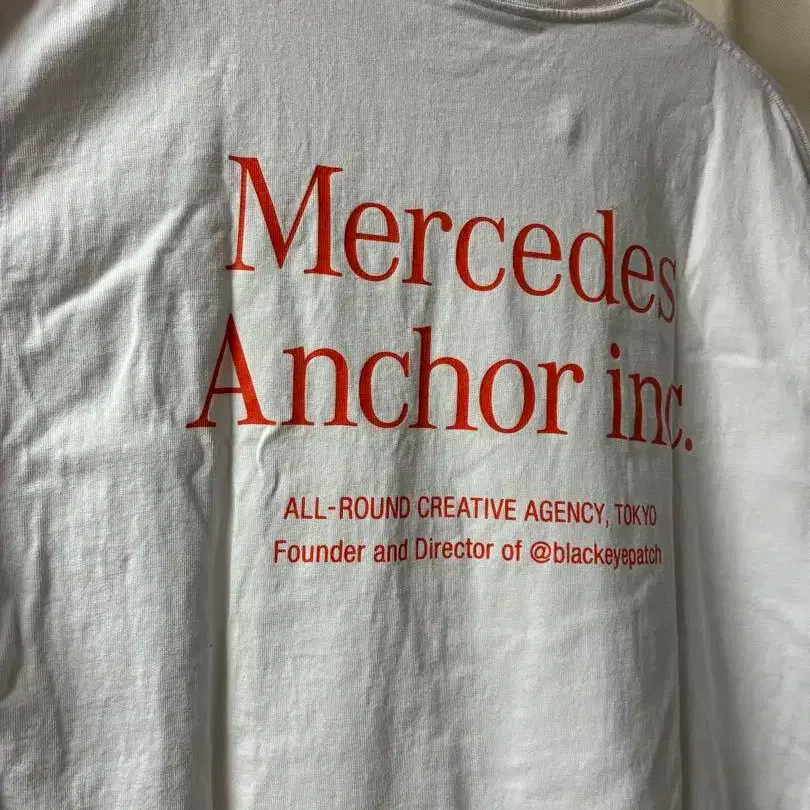 Mercedes
Anchor inc.
ALL-ROUND CREATIVE AGENCY, TOKYO
Founder and Director of @blackeyepatch